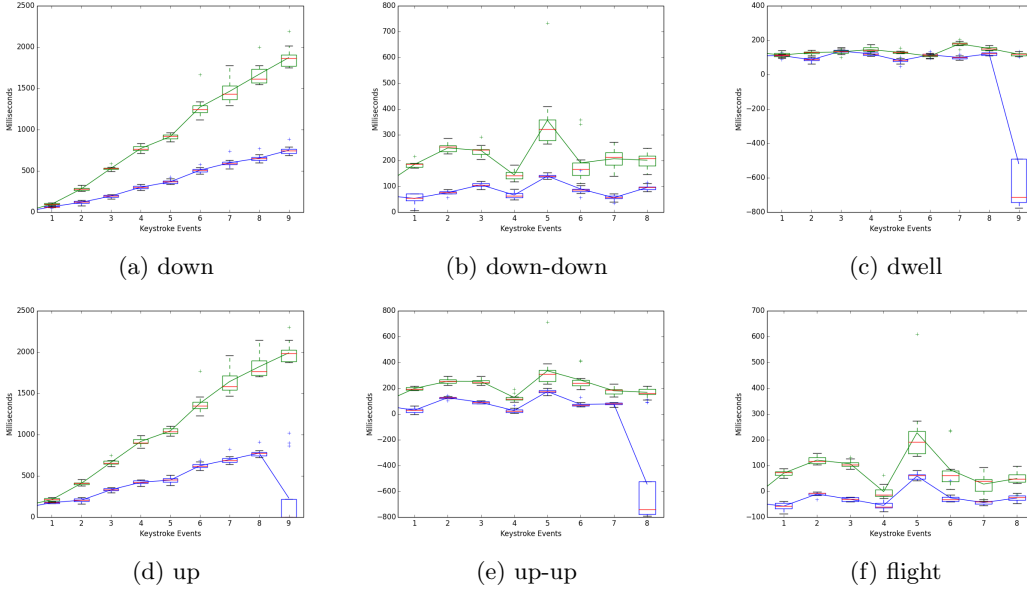 2500
2000
1500
1000
500
0
Milliseconds
1 2 3 4 5 6 7 8 9
Keystroke Events
(a) down
800
700
600
500
400
300
200
100
0
Milliseconds
1 2 3 4 5 6 7 8
Keystroke Events
(b) down-down
400
200
0
−200
−400
−600
−800
Milliseconds
1 2 3 4 5 6 7 8 9
Keystroke Events
(c) dwell
2500
2000
1500
1000
500
0
Milliseconds
1 2 3 4 5 6 7 8 9
Keystroke Events
(d) up
800
600
400
200
0
−200
−400
−600
−800
Milliseconds
1 2 3 4 5 6 7 8
Keystroke Events
(e) up-up
700
600
500
400
300
200
100
0
−100
Milliseconds
1 2 3 4 5 6 7 8
Keystroke Events
(f) flight